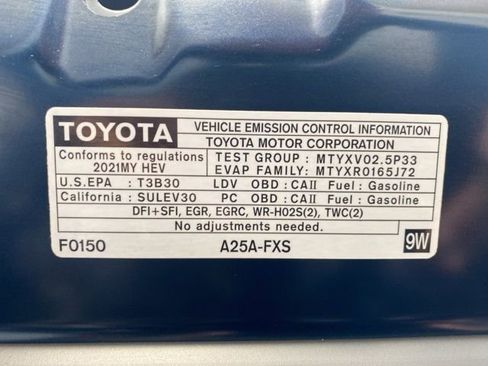 TOYOTA
VEHICLE EMISSION CONTROL INFORMATION
TOYOTA MOTOR CORPORATION
Conforms to regulations
2021MY HEV
TEST GROUP : MTYXV02.5P33
EVAP FAMILY: MTYXR0165J72
U.S.EPA : T3B30 LDV OBD : CAII Fuel : Gasoline
California : SULEV30 PC OBD : CAII Fuel : Gasoline
DFI+SFI, EGR, EGRC, WR-HO2S(2), TWC(2)
No adjustments needed.
F0150 A25A-FXS 9W